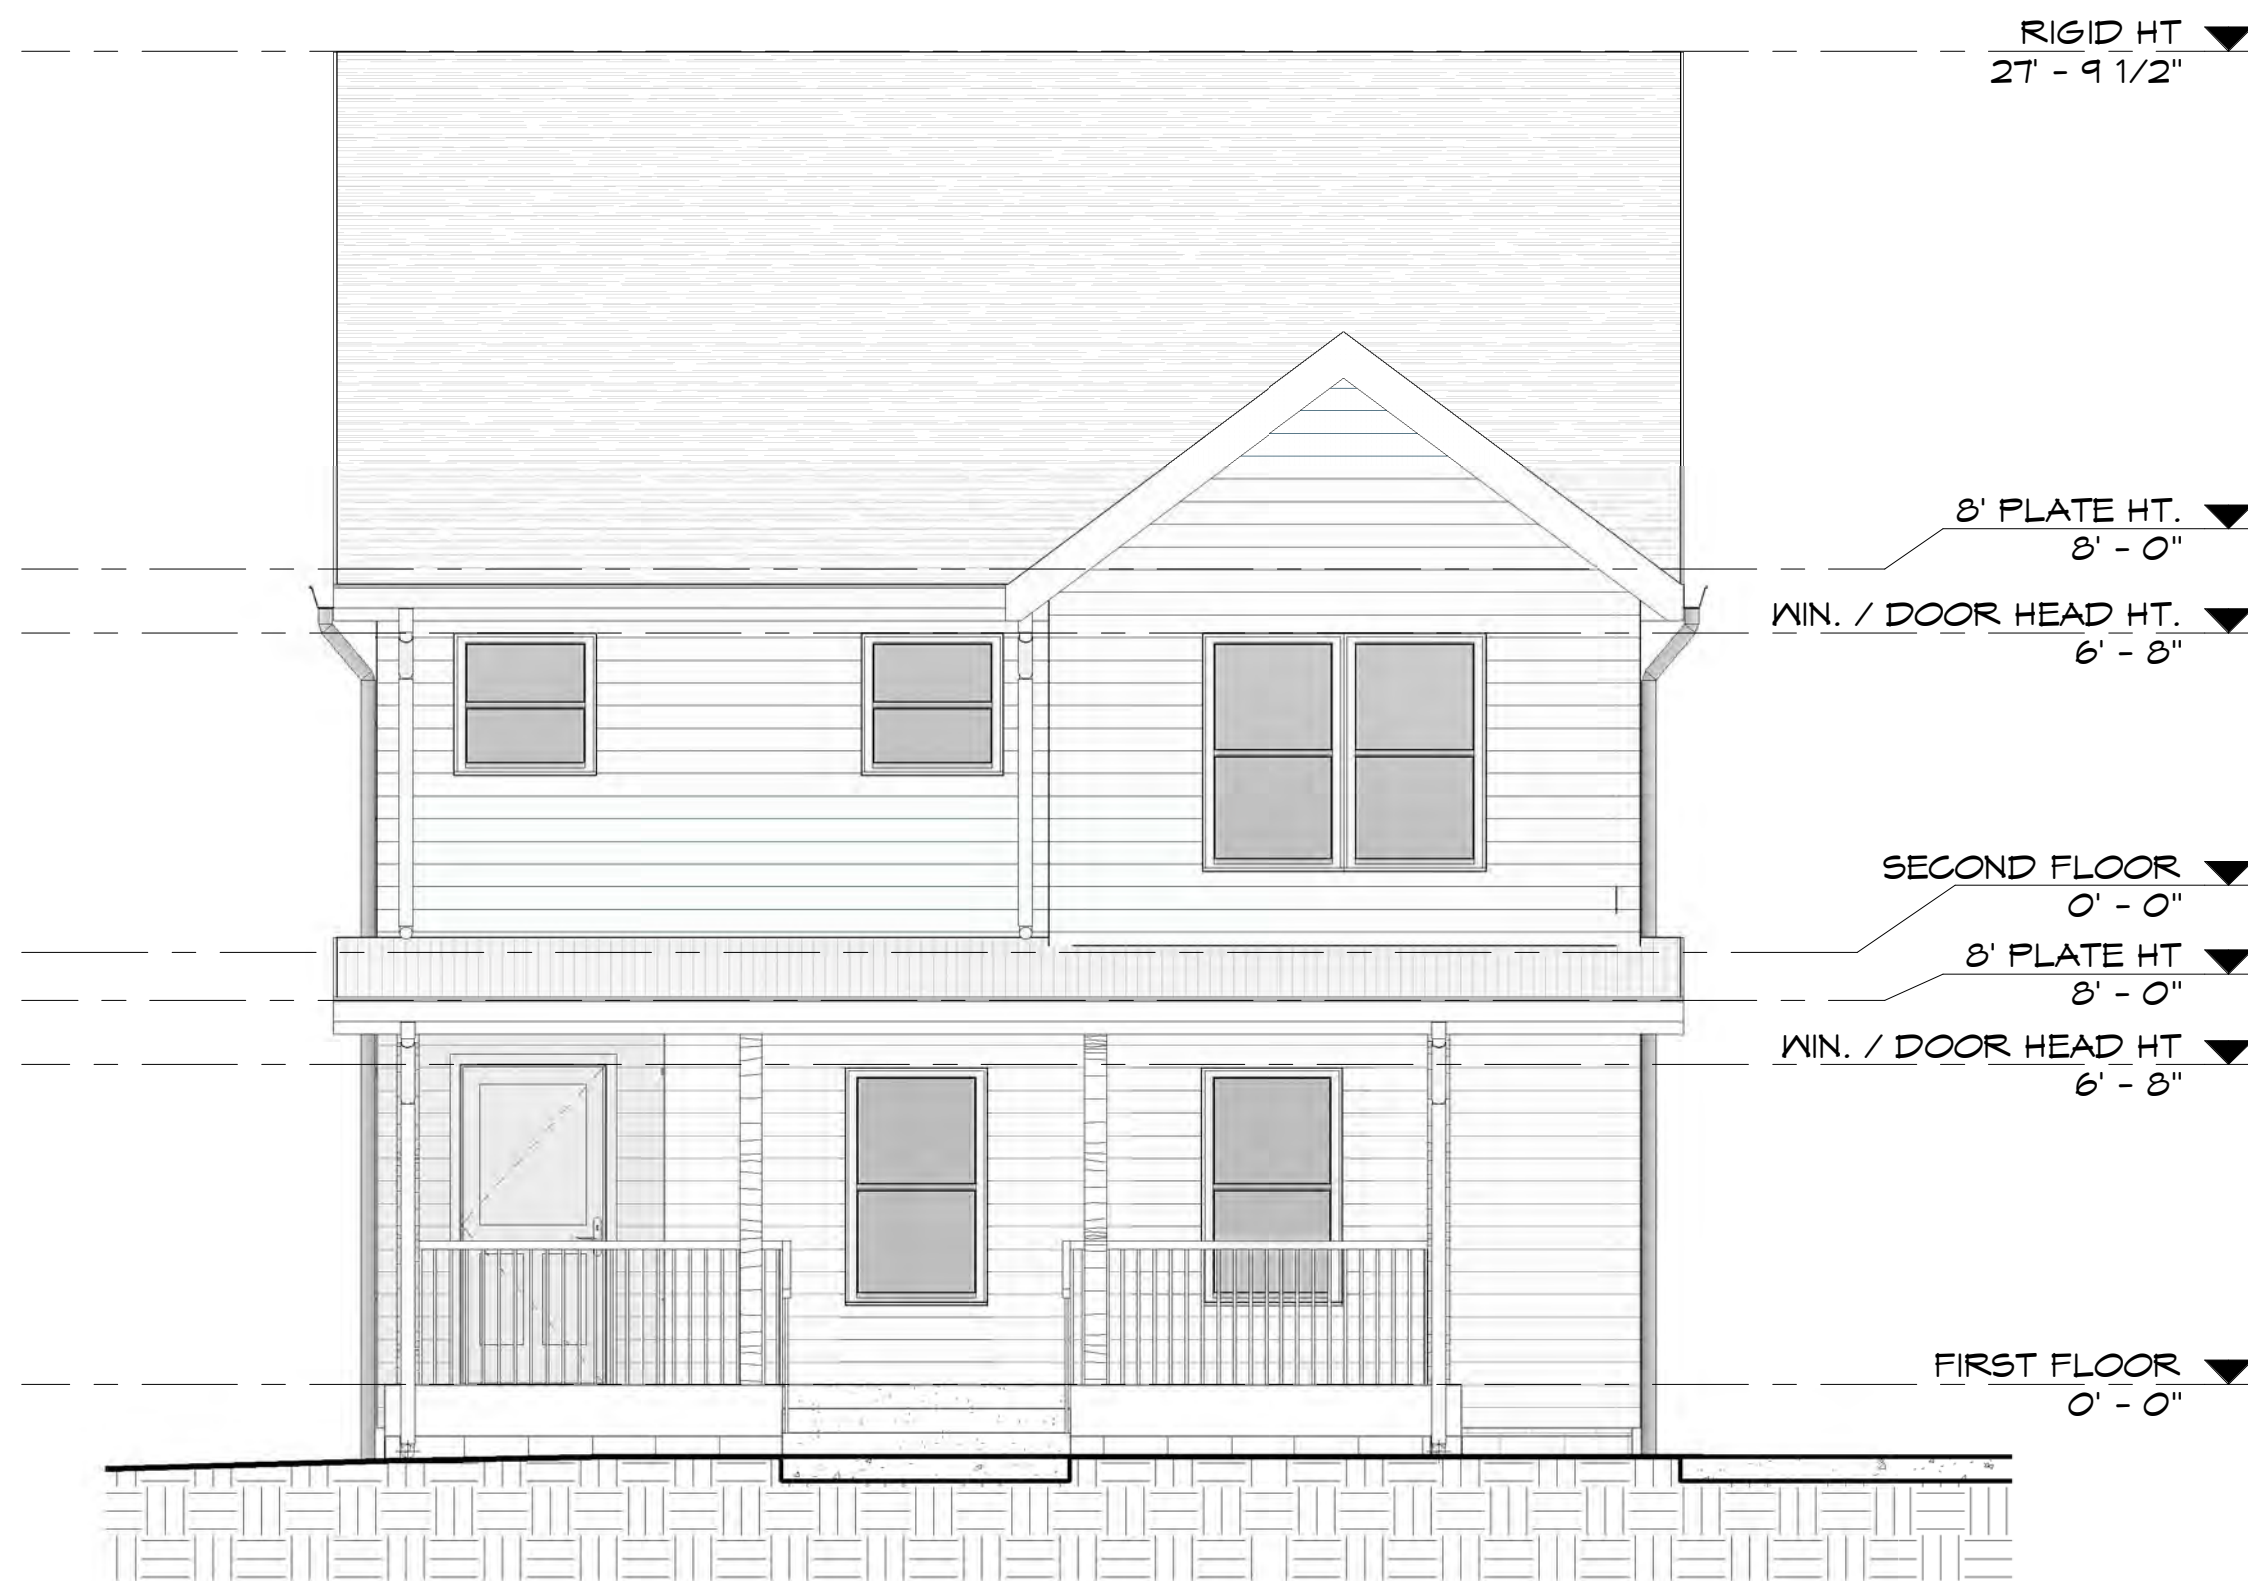 RIGID HT
27' - 9 1/2"
8' PLATE HT.
8' - 0"
WIN. / DOOR HEAD HT.
6' - 8"
SECOND FLOOR
0' - 0"
8' PLATE HT
8' - 0"
WIN. / DOOR HEAD HT
6' - 8"
FIRST FLOOR
0' - 0"